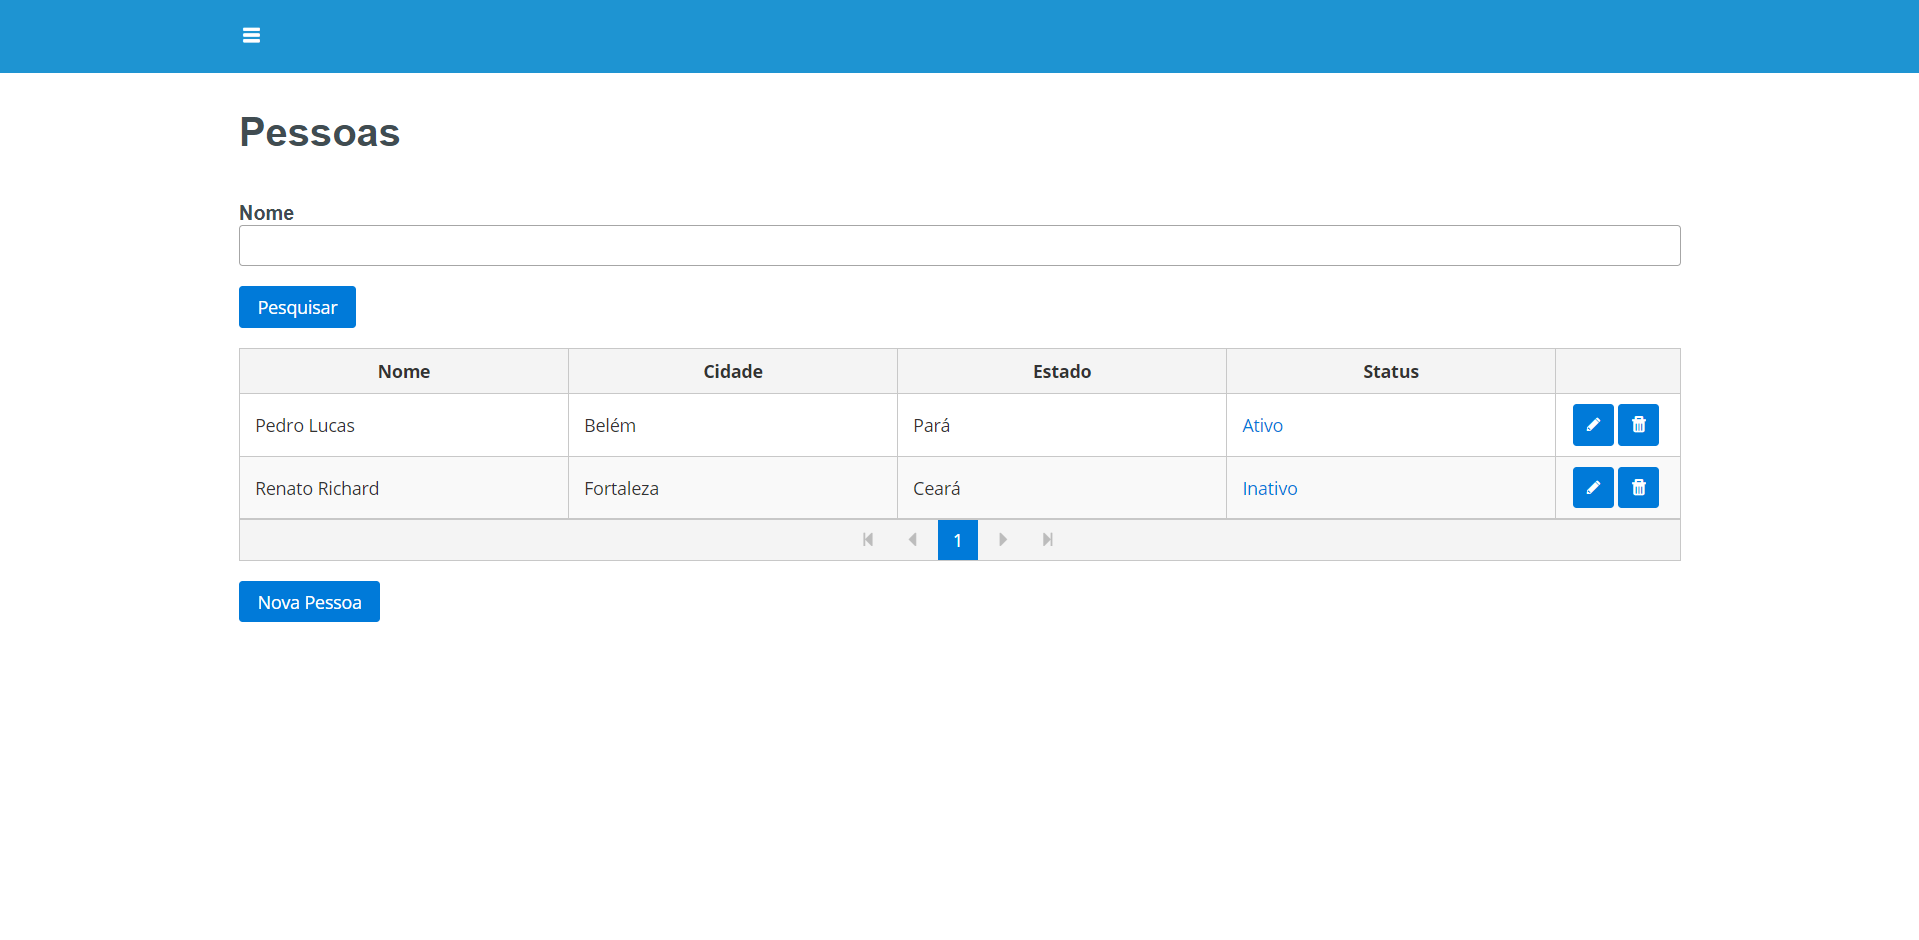 Pessoas
Nome
Pesquisar
Nome Cidade Estado Status
Pedro Lucas Belém Pará Ativo
Renato Richard Fortaleza Ceará Inativo
1
Nova Pessoa